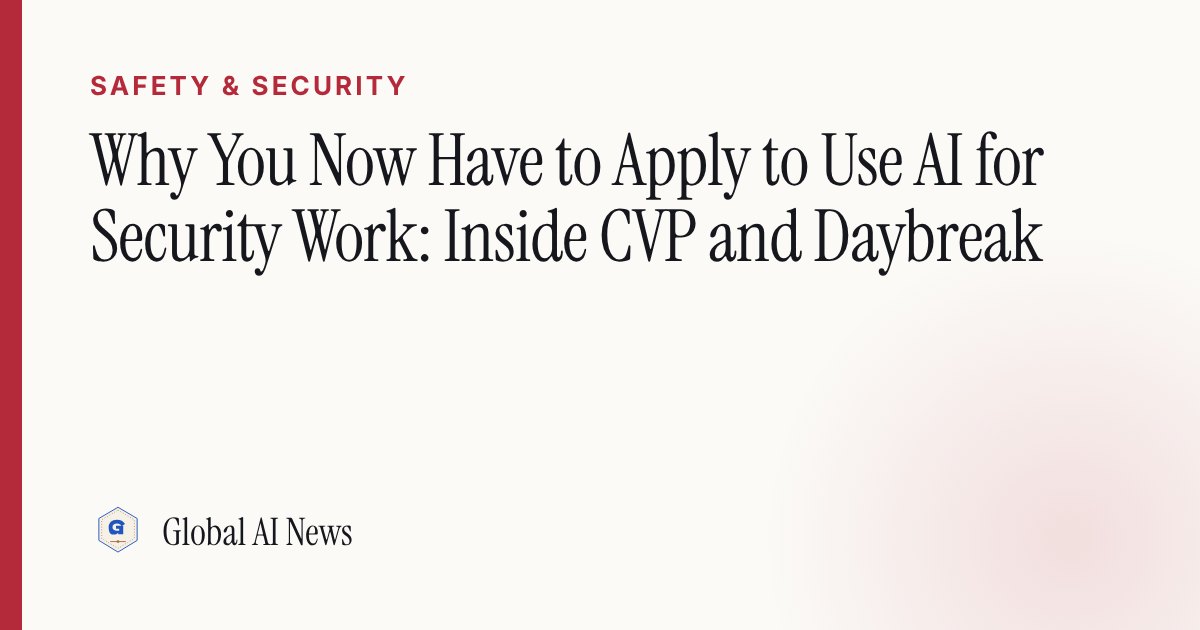 SAFETY & SECURITY
Why You Now Have to Apply to Use AI for
Security Work: Inside CVP and Daybreak
G
Global AI News